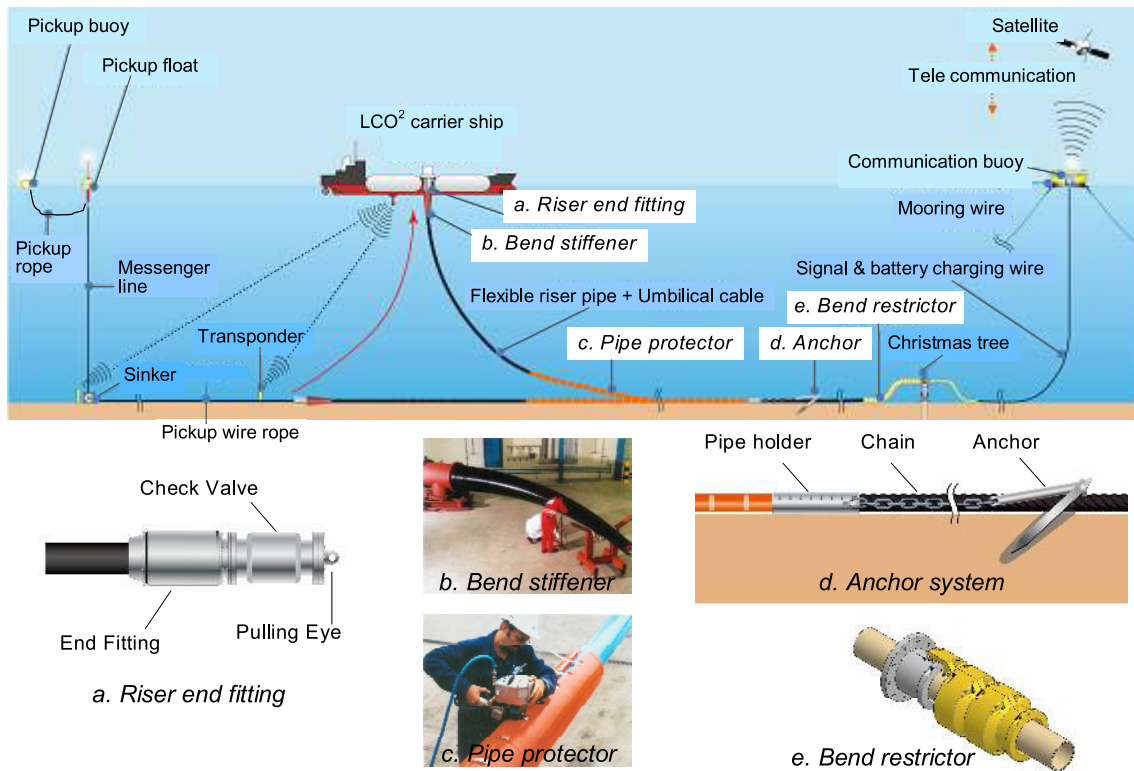 Pickup buoy
Pickup float
Satellite
Tele communication
LCO² carrier ship
Communication buoy
a. Riser end fitting
Mooring wire
b. Bend stiffener
Pickup
rope
Messenger
line
Signal & battery charging wire
Flexible riser pipe + Umbilical cable
e. Bend restrictor
Transponder
c. Pipe protector
d. Anchor
Christmas tree
Sinker
Pickup wire rope
Pipe holder
Chain
Anchor
Check Valve
b. Bend stiffener
d. Anchor system
End Fitting
Pulling Eye
a. Riser end fitting
c. Pipe protector
e. Bend restrictor